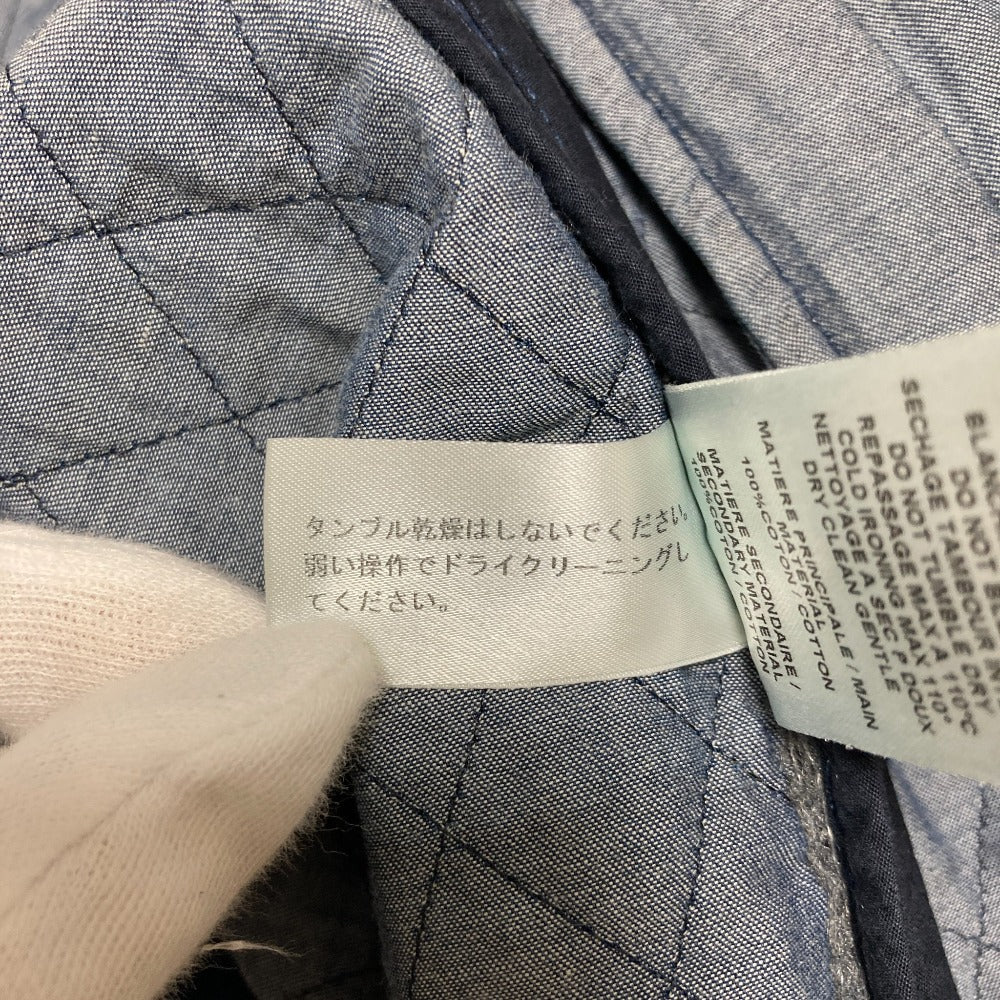 タンブル乾燥はしないでください。
弱い操作でドライクリーニングし
てください。
DO NOT
SECHAGE TAMBOUR
DO NOT TUMBLE DRY
REPASSAGE MAX 110°
COLD IRONING MAX 110°C
NETTOYAGE A SEC P DOUX
DRY CLEAN GENTLE
MATIERE PRINCIPALE / MAIN
MATERIAL
100% COTON / COTTON
MATIERE SECONDAIRE /
SECONDARY MATERIAL
100% COTON / COTTON